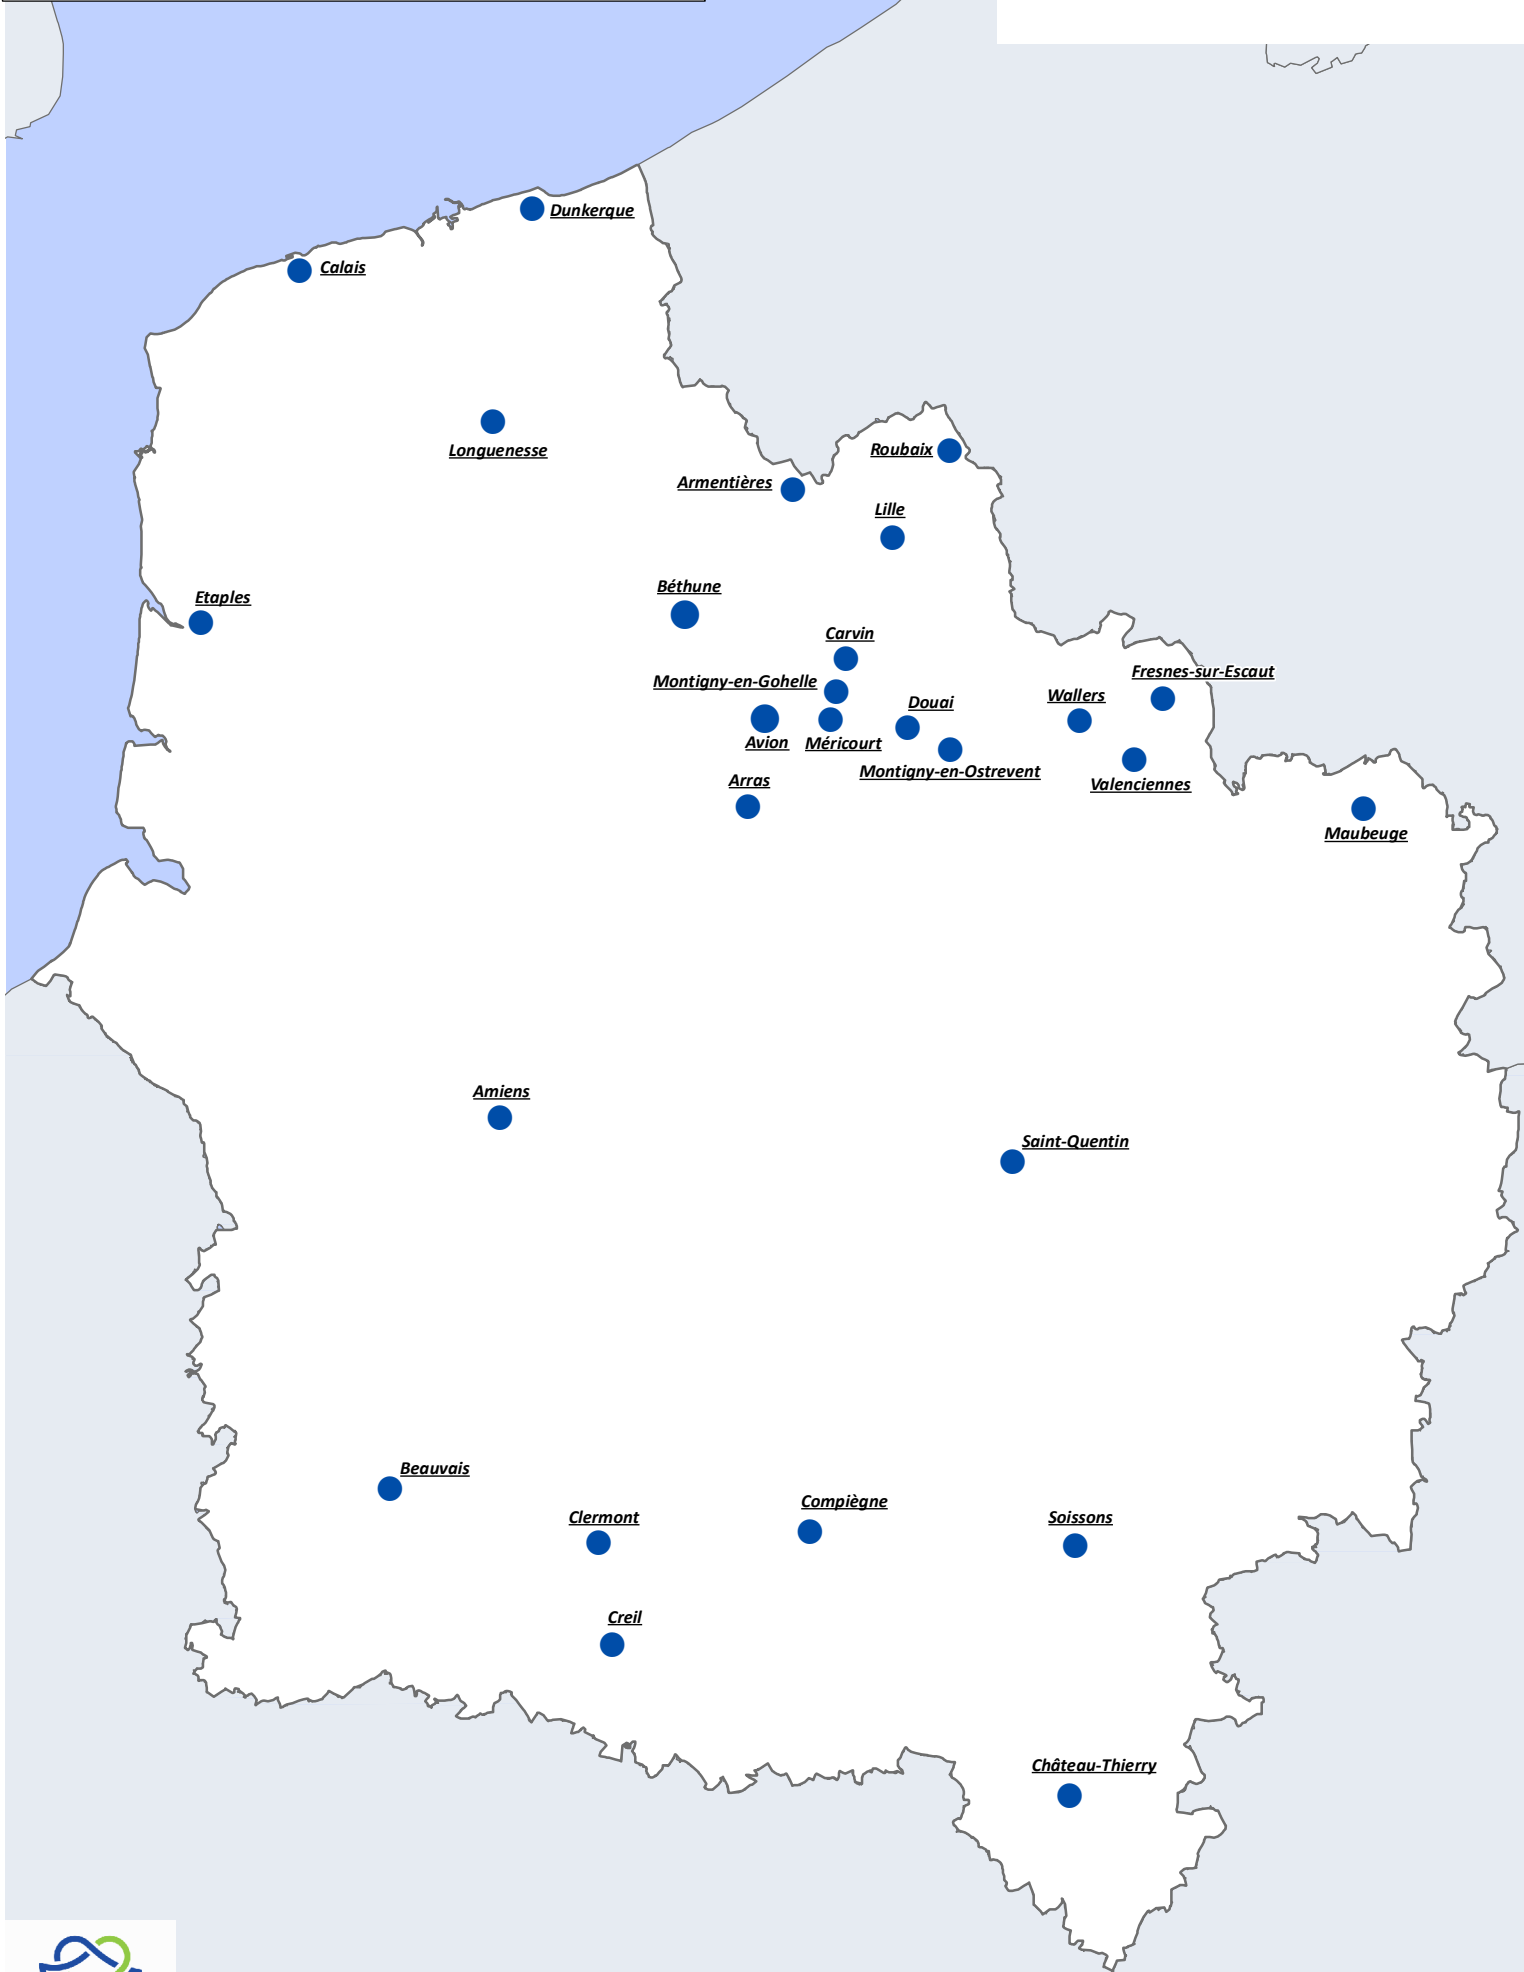 Dunkerque
Calais
Longuenesse
Roubaix
Armentières
Lille
Béthune
Etaples
Carvin
Fresnes-sur-Escaut
Montigny-en-Gohelle
Wallers
Douai
Avion
Méricourt
Montigny-en-Ostrevent
Arras
Valenciennes
Maubeuge
Amiens
Saint-Quentin
Beauvais
Compiègne
Clermont
Soissons
Creil
Château-Thierry